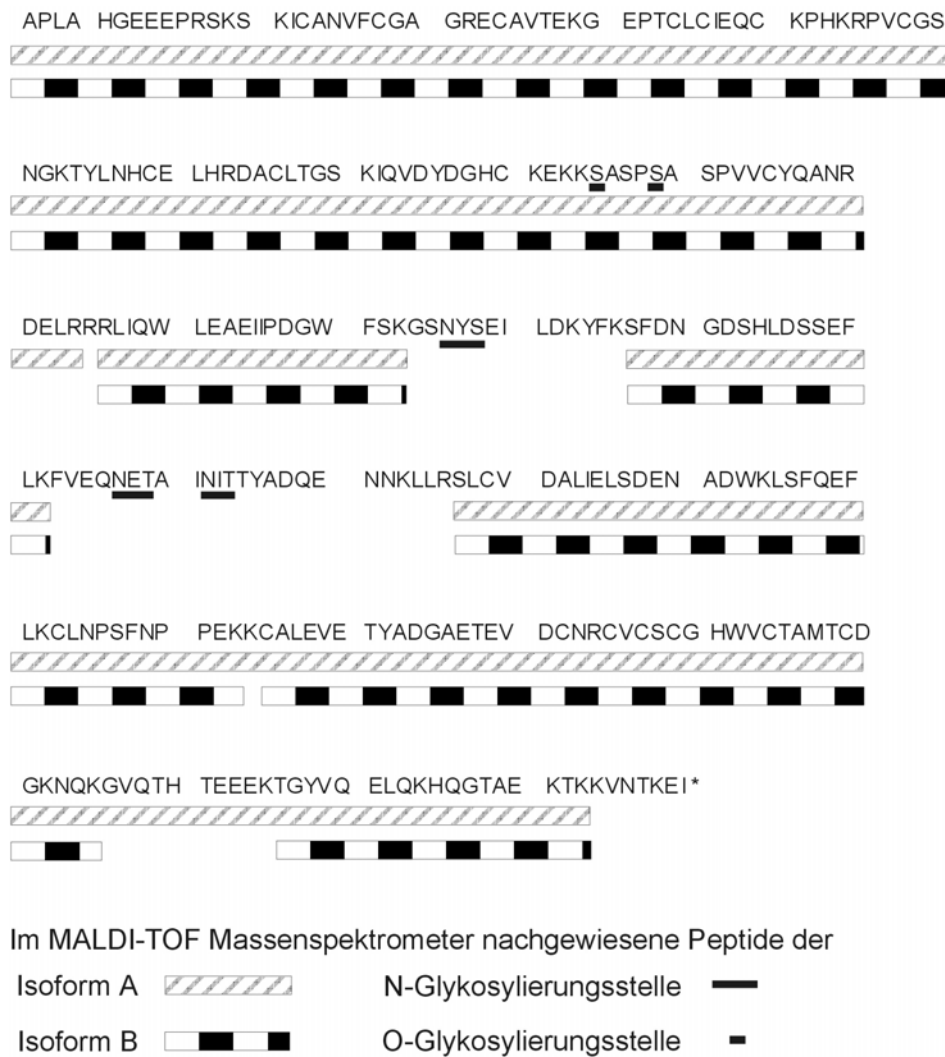 APLA HGEEEPRSKS KICANVFCGA GRECAVTEKG EPTCLCIEQC KPHKRPVCGS
NGKTYLNHCE LHRDACLTGS KIQVDYDGHC KEKKSASPSA SPVVCYQANR
DELRRRLIQW LEAEIIPDGW FSKGSNYSEI LDKYFKSFDN GDSHLDSSEF
LKFVEQNETA INITTYADQE NNKLLRSLCV DALIELSDEN ADWKLSFQEF
LKCLNPSFNP PEKKCALEVE TYADGAETEV DCNRCVCSCG HWVCTAMTCD
GKNQKGVQTH TEEEKTGYVQ ELQKHQGTAE KTKKVNTKEI*
Im MALDI-TOF Massenspektrometer nachgewiesene Peptide der
Isoform A N-Glykosylierungsstelle
Isoform B O-Glykosylierungsstelle